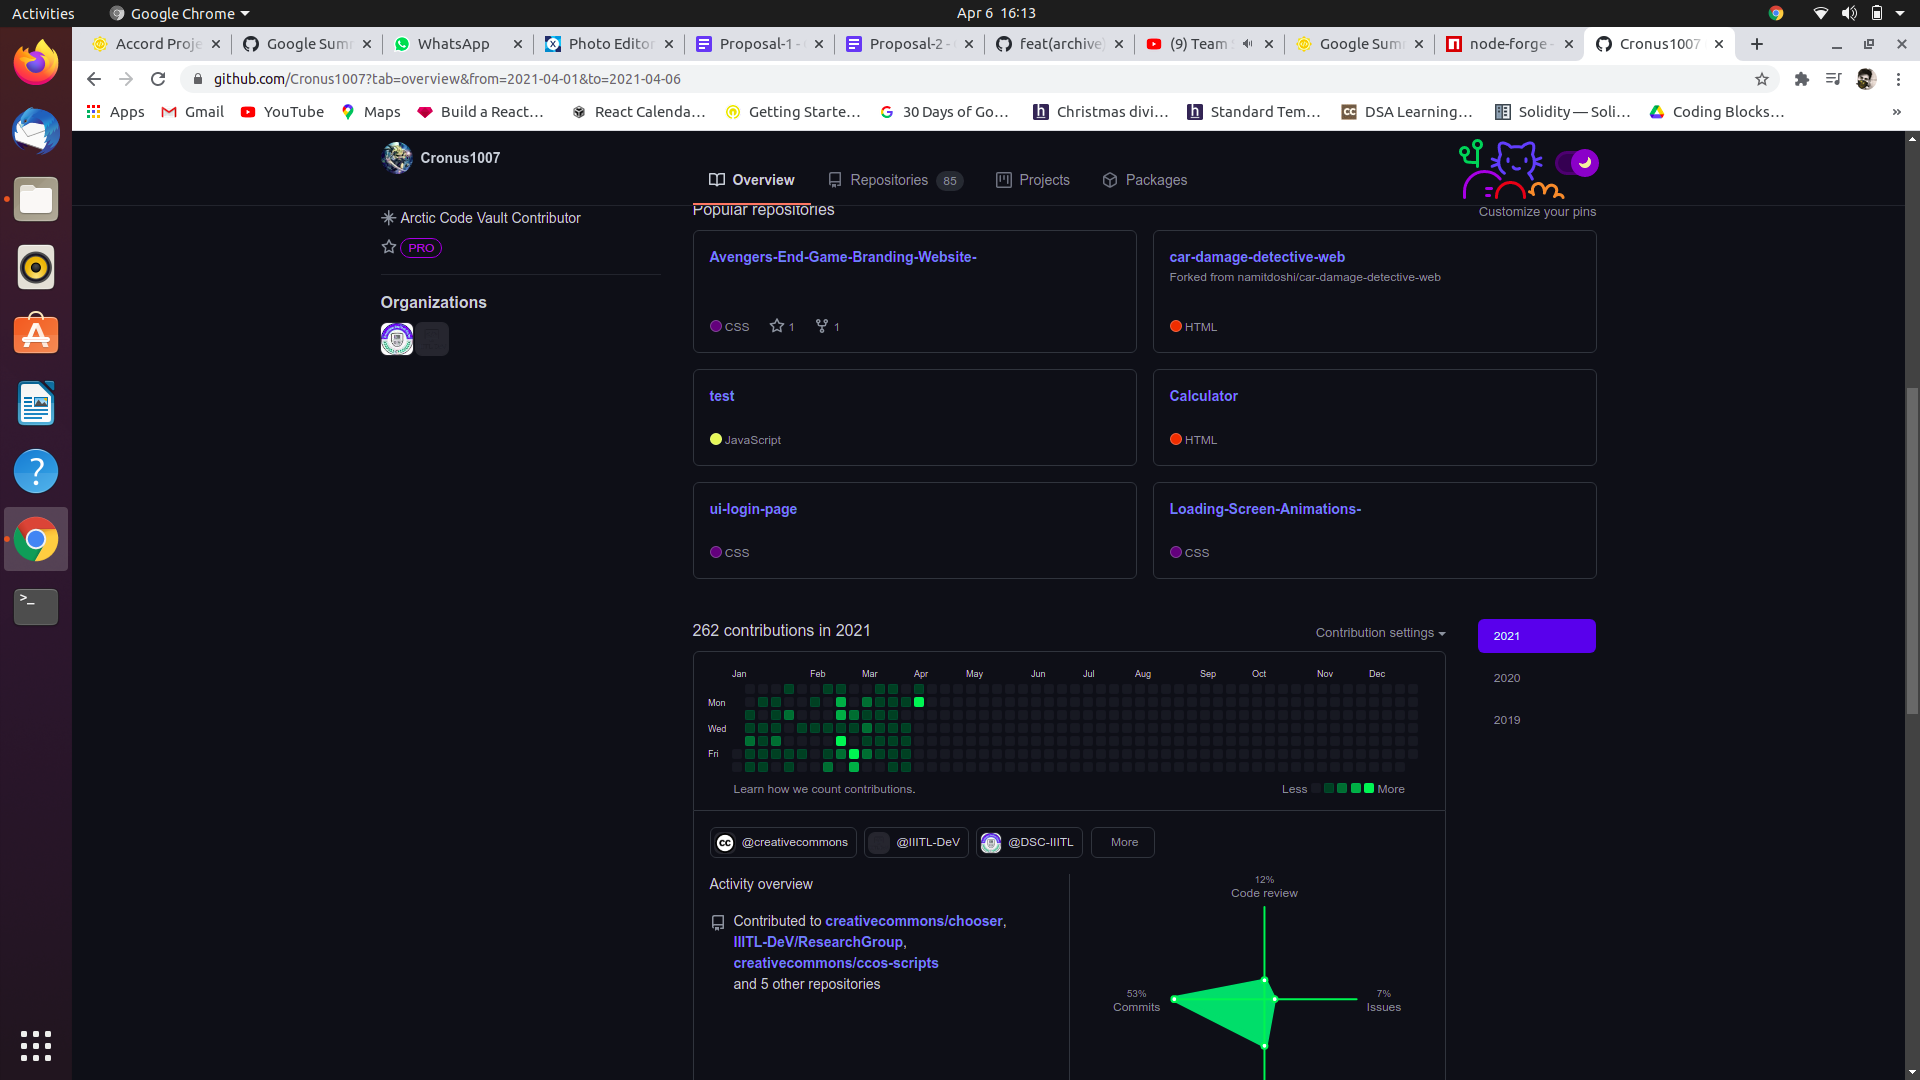 Activities Google Chrome Apr 6 16:13
Accord Proje Google Sum WhatsApp Photo Editor Proposal-1 - Proposal-2 - feat(archive) (9) Team Google Sum node-forge - Cronus1007
github.com/Cronus1007?tab=overview&from=2021-04-01&to=2021-04-06
Apps Gmail YouTube Maps Build a React… React Calenda… Getting Starte… 30 Days of Go… Christmas divi… Standard Tem… DSA Learning… Solidity — Soli… Coding Blocks… »
Cronus1007
Overview Repositories 85 Projects Packages
Arctic Code Vault Contributor
PRO
Organizations
Popular repositories Customize your pins
Avengers-End-Game-Branding-Website-
CSS 1 1
car-damage-detective-web
Forked from namitdoshi/car-damage-detective-web
HTML
test
JavaScript
Calculator
HTML
ui-login-page
CSS
Loading-Screen-Animations-
CSS
262 contributions in 2021 Contribution settings
2021
2020
2019
Jan Feb Mar Apr May Jun Jul Aug Sep Oct Nov Dec
Mon
Wed
Fri
Learn how we count contributions. Less More
@creativecommons @IIITL-DeV @DSC-IIITL More
Activity overview
Contributed to creativecommons/chooser,
IIITL-DeV/ResearchGroup,
creativecommons/ccos-scripts
and 5 other repositories
12%
Code review
53%
Commits
7%
Issues